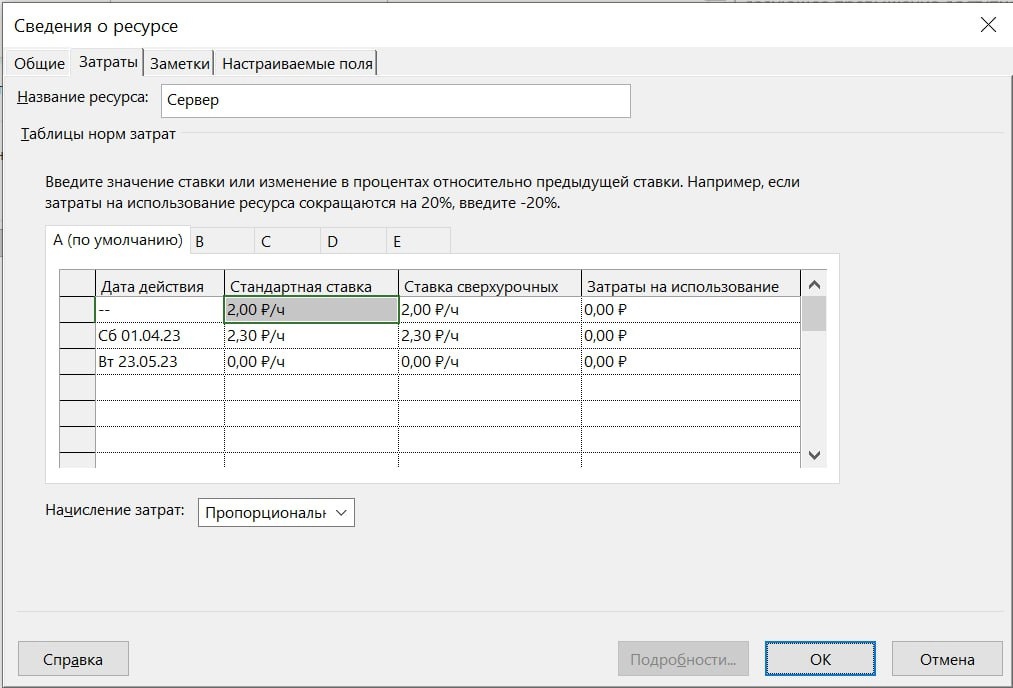 Сведения о ресурсе
Общие Затраты Заметки Настраиваемые поля
Название ресурса: Сервер
Таблицы норм затрат
Введите значение ставки или изменение в процентах относительно предыдущей ставки. Например, если
затраты на использование ресурса сокращаются на 20%, введите -20%.
A (по умолчанию) B C D E
Дата действия Стандартная ставка Ставка сверхурочных Затраты на использование
-- 2,00 ₽/ч 2,00 ₽/ч 0,00 ₽
Сб 01.04.23 2,30 ₽/ч 2,30 ₽/ч 0,00 ₽
Вт 23.05.23 0,00 ₽/ч 0,00 ₽/ч 0,00 ₽
Начисление затрат: Пропорциональн
Справка Подробности... ОК Отмена